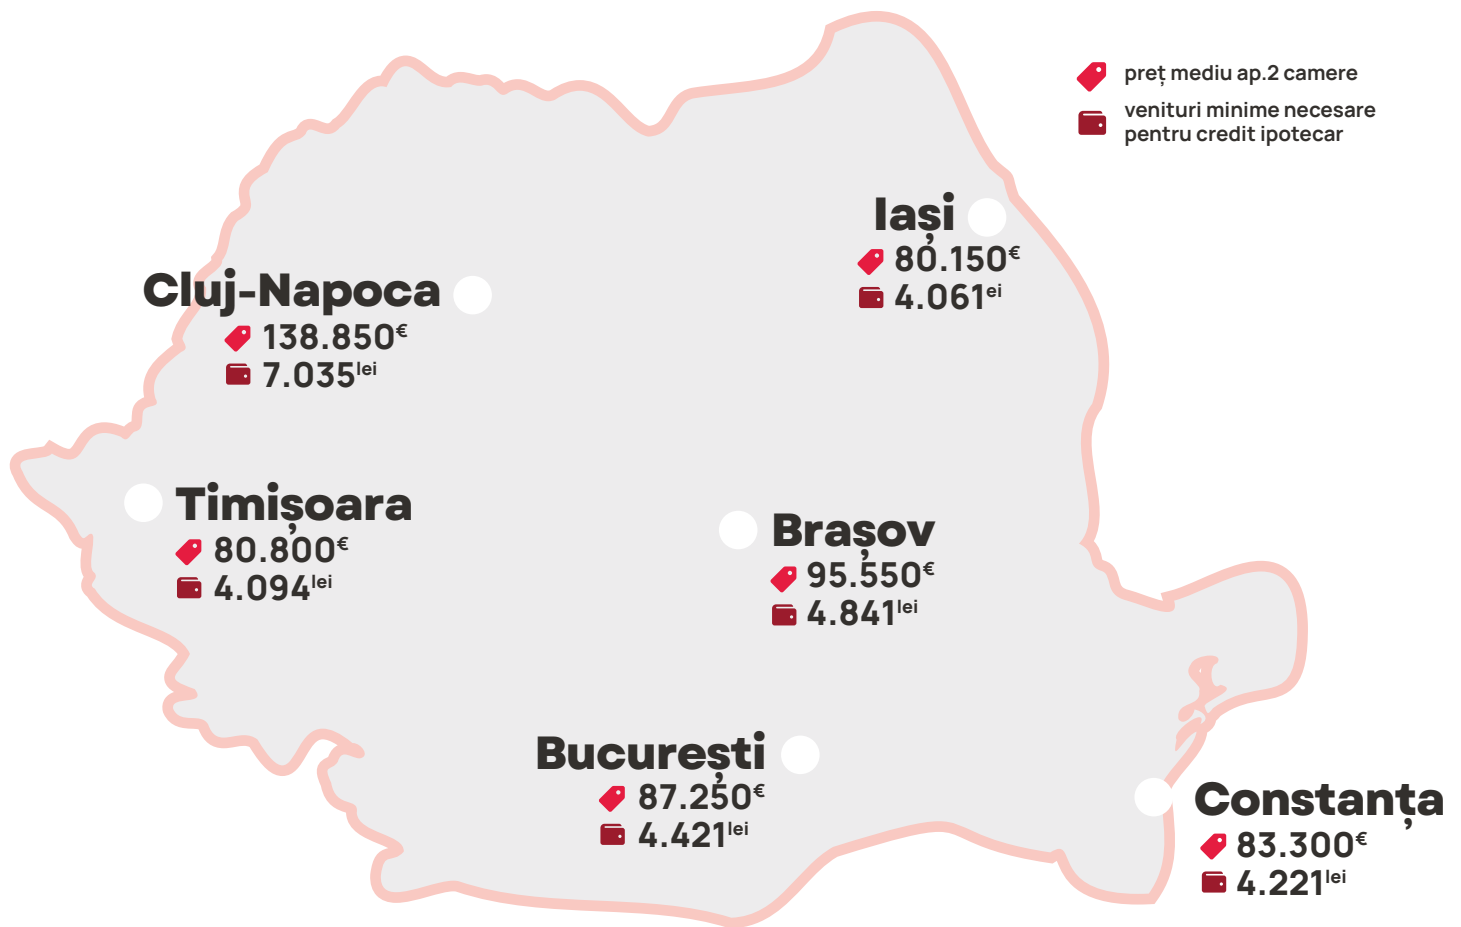 preț mediu ap.2 camere
venituri minime necesare
pentru credit ipotecar
Iași
80.150€
4.061ei
Cluj-Napoca
138.850€
7.035lei
Timișoara
80.800€
4.094lei
Brașov
95.550€
4.841lei
București
87.250€
4.421lei
Constanța
83.300€
4.221lei